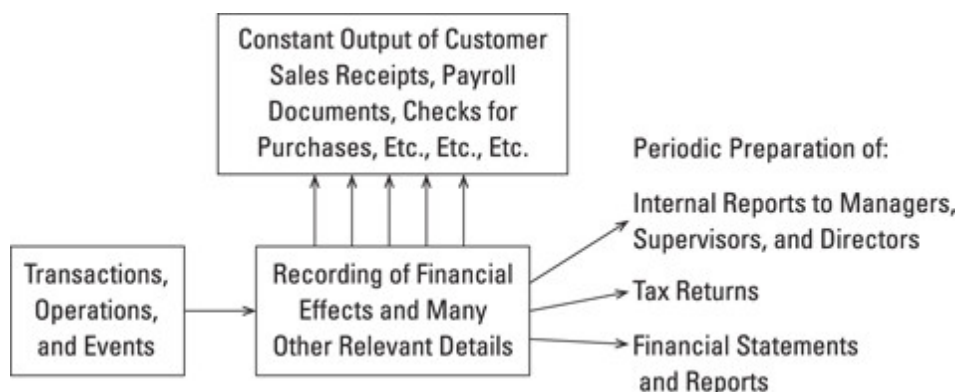 Constant Output of Customer
Sales Receipts, Payroll
Documents, Checks for
Purchases, Etc., Etc., Etc.
Periodic Preparation of:
Internal Reports to Managers,
Supervisors, and Directors
Transactions,
Operations,
and Events
Recording of Financial
Effects and Many
Other Relevant Details
Tax Returns
Financial Statements
and Reports